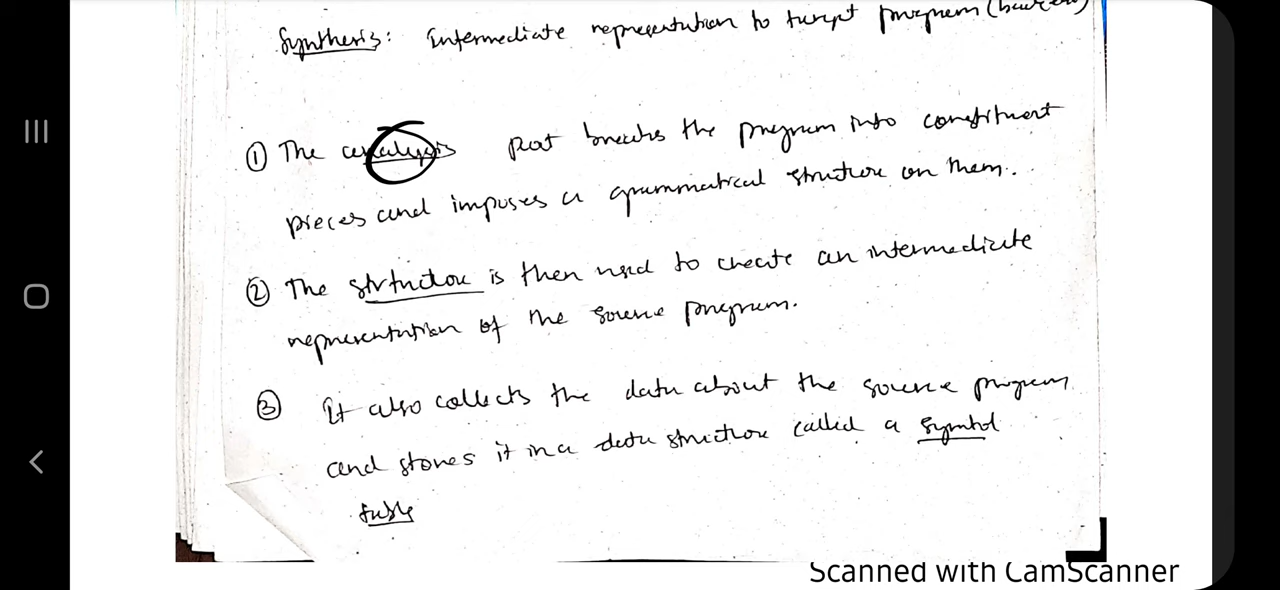 Synthesis: Intermediate representation to target program (
① The analysis part breaks the program into constituent
pieces and imposes a grammatical structure on them.
② The structure is then used to create an intermediate
representation of the source program.
③ It also collects the data about the source program
and stores it in a data structure called a symbol
table
Scanned with CamScanner